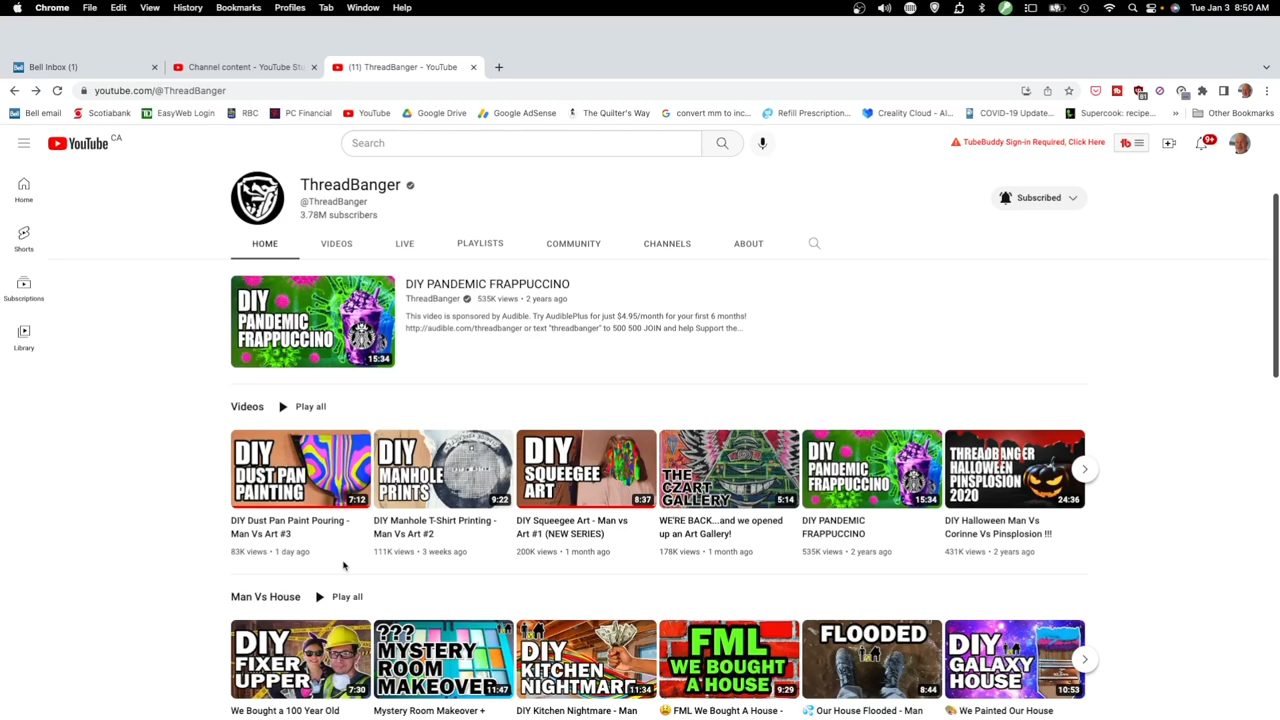 Chrome File Edit View History Bookmarks Profiles Tab Window Help Tue Jan 3 8:50 AM
Bell Inbox (1) Channel content - YouTube Stu (11) ThreadBanger - YouTube
youtube.com/@ThreadBanger
Bell email Scotiabank EasyWeb Login RBC PC Financial YouTube Google Drive Google AdSense The Quilter's Way convert mm to inc... Refill Prescription... Creality Cloud - Al... COVID-19 Update... Supercook: recipe... » Other Bookmarks
YouTube CA Search TubeBuddy Sign-in Required, Click Here tb 9+
Home
Shorts
Subscriptions
Library
ThreadBanger
@ThreadBanger
3.78M subscribers
Subscribed
HOME VIDEOS LIVE PLAYLISTS COMMUNITY CHANNELS ABOUT
DIY
PANDEMIC
FRAPPUCCINO
15:34
DIY PANDEMIC FRAPPUCCINO
ThreadBanger 535K views • 2 years ago
This video is sponsored by Audible. Try AudiblePlus for just $4.95/month for your first 6 months!
http://audible.com/threadbanger or text "threadbanger" to 500 500 JOIN and help Support the...
Videos Play all
DIY
DUST PAN
PAINTING
7:12
DIY
MANHOLE
PRINTS
9:22
DIY
SQUEEGEE
ART
8:37
THE
CZART
GALLERY
5:14
DIY
PANDEMIC
FRAPPUCCINO
15:34
THREADBANGER
HALLOWEEN
PINSPLOSION
2020
24:36
DIY Dust Pan Paint Pouring -
Man Vs Art #3
83K views • 1 day ago
DIY Manhole T-Shirt Printing -
Man Vs Art #2
111K views • 3 weeks ago
DIY Squeegee Art - Man vs
Art #1 (NEW SERIES)
200K views • 1 month ago
WE'RE BACK...and we opened
up an Art Gallery!
178K views • 1 month ago
DIY PANDEMIC
FRAPPUCCINO
535K views • 2 years ago
DIY Halloween Man Vs
Corinne Vs Pinsplosion !!!
431K views • 2 years ago
Man Vs House Play all
DIY
FIXER
UPPER
7:30
???
MYSTERY
ROOM
MAKEOVER
11:47
DIY
KITCHEN
NIGHTMARE
11:34
FML
WE BOUGHT
A HOUSE
9:29
FLOODED
8:44
DIY
GALAXY
HOUSE
10:53
We Bought a 100 Year Old
Mystery Room Makeover +
DIY Kitchen Nightmare - Man
FML We Bought A House -
Our House Flooded - Man
We Painted Our House